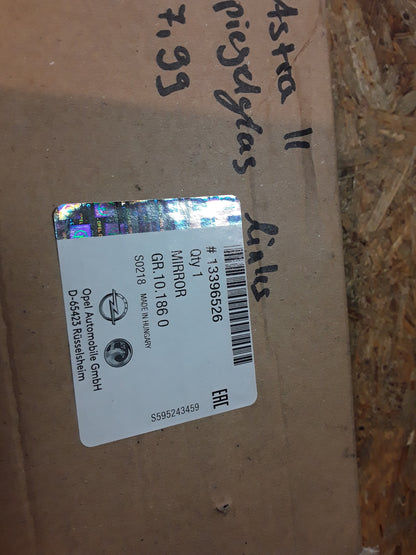 Astra II
piegelglas links
7,99
# 13396526
Qty 1
MIRROR
GR.10.186 0
S0218 MADE IN HUNGARY
Opel Automobile GmbH
D-65423 Rüsselsheim
EAC
S595243459